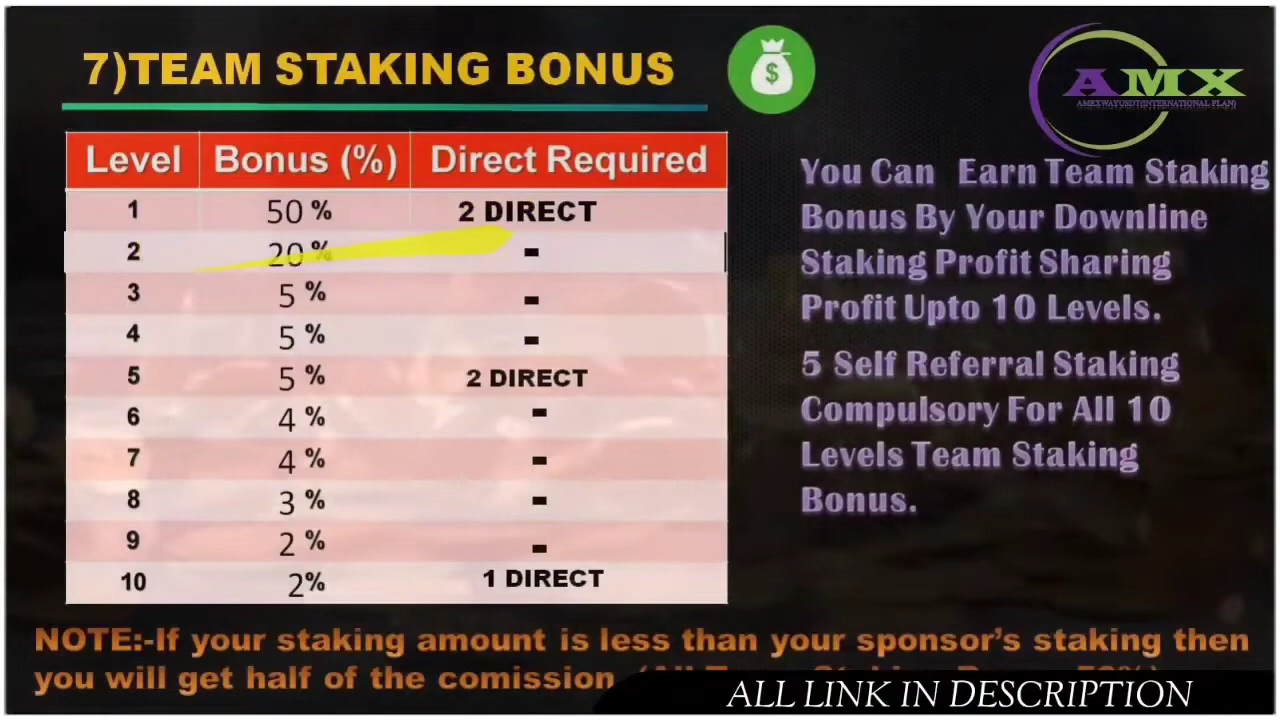 7)TEAM STAKING BONUS
$
AMX
AMEXWAYUSDT(INTERNATIONAL PLAN)
Level Bonus (%) Direct Required
1 50 % 2 DIRECT
2 20 % -
3 5 % -
4 5 % -
5 5 % 2 DIRECT
6 4 % -
7 4 % -
8 3 % -
9 2 % -
10 2% 1 DIRECT
You Can Earn Team Staking
Bonus By Your Downline
Staking Profit Sharing
Profit Upto 10 Levels.
5 Self Referral Staking
Compulsory For All 10
Levels Team Staking
Bonus.
NOTE:-If your staking amount is less than your sponsor's staking then
you will get half of the comission
ALL LINK IN DESCRIPTION